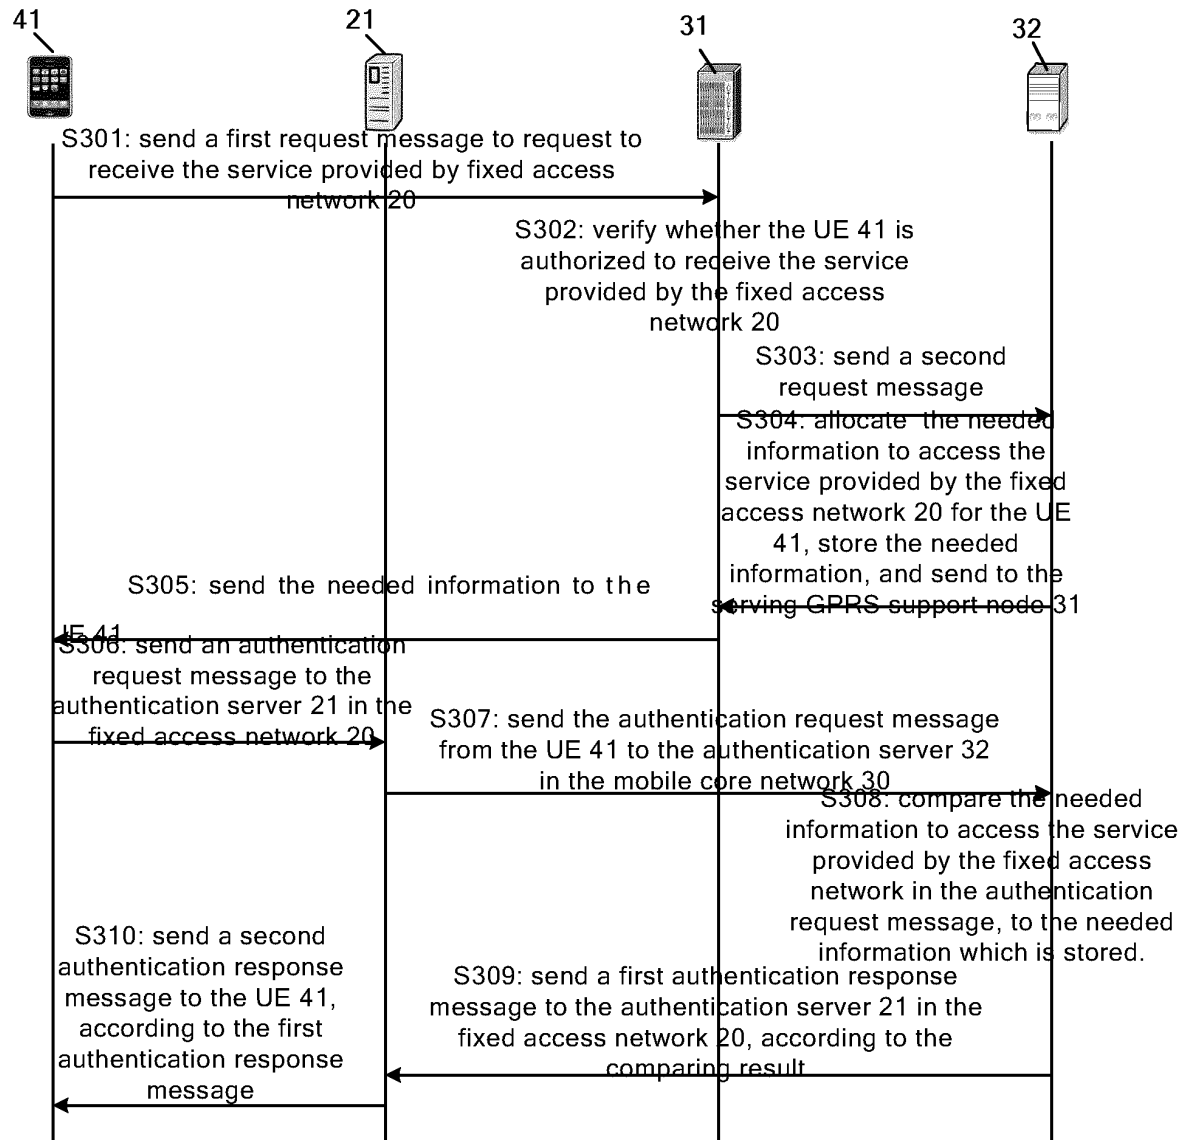 41
21
31
32
S301: send a first request message to request to
receive the service provided by fixed access
network 20
S302: verify whether the UE 41 is
authorized to receive the service
provided by the fixed access
network 20
S303: send a second
request message
S304: allocate the needed
information to access the
service provided by the fixed
access network 20 for the UE
41, store the needed
information, and send to the
serving GPRS support node 31
S305: send the needed information to the
UE 41
S306: send an authentication
request message to the
authentication server 21 in the
fixed access network 20
S307: send the authentication request message
from the UE 41 to the authentication server 32
in the mobile core network 30
S308: compare the needed
information to access the service
provided by the fixed access
network in the authentication
request message, to the needed
information which is stored.
S309: send a first authentication response
message to the authentication server 21 in the
fixed access network 20, according to the
comparing result
S310: send a second
authentication response
message to the UE 41,
according to the first
authentication response
message